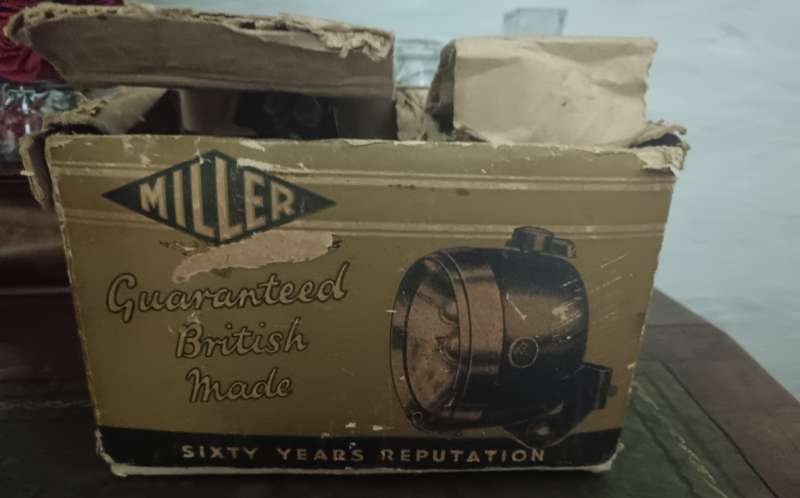 MILLER
Guaranteed
British
Made
SIXTY YEARS REPUTATION